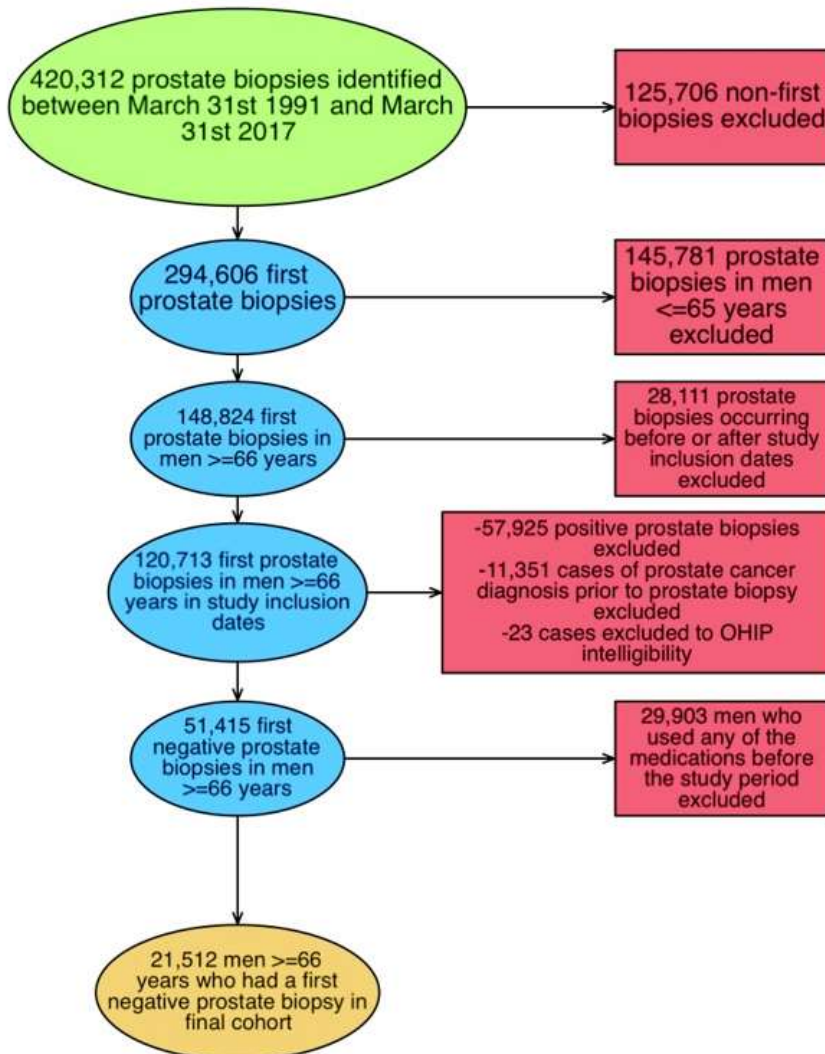 420,312 prostate biopsies identified
between March 31st 1991 and March
31st 2017
125,706 non-first
biopsies excluded
294,606 first
prostate biopsies
145,781 prostate
biopsies in men
<=65 years
excluded
148,824 first
prostate biopsies in
men >=66 years
28,111 prostate
biopsies occurring
before or after study
inclusion dates
excluded
120,713 first prostate
biopsies in men >=66
years in study inclusion
dates
-57,925 positive prostate biopsies
excluded
-11,351 cases of prostate cancer
diagnosis prior to prostate biopsy
excluded
-23 cases excluded to OHIP
intelligibility
51,415 first
negative prostate
biopsies in men
>=66 years
29,903 men who
used any of the
medications before
the study period
excluded
21,512 men >=66
years who had a first
negative prostate biopsy in
final cohort